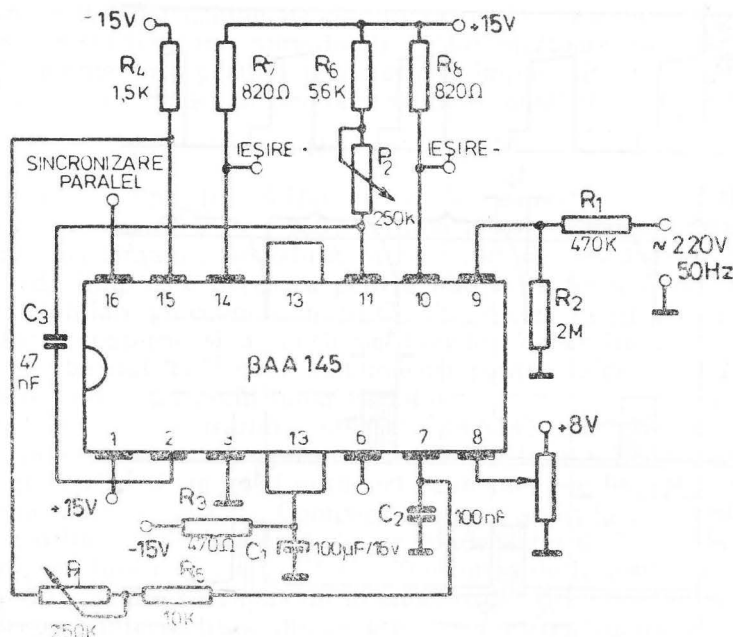 -15V +15V
R4 R7 R6 R8
1,5K 820Ω 5,6K 820Ω
IEȘIRE - IEȘIRE -
SINCRONIZARE
PARALEL
P2
250K
R1
470K
~220V
50Hz
R2
2M
16 15 14 13 11 10 9
C3
47
nF
βAA 145
1 2 3 13 6 7 8
+8V
+15V
R3
-15V
470Ω
C1
100μF/16V
C2
100nF
P1
250K
R5
10K